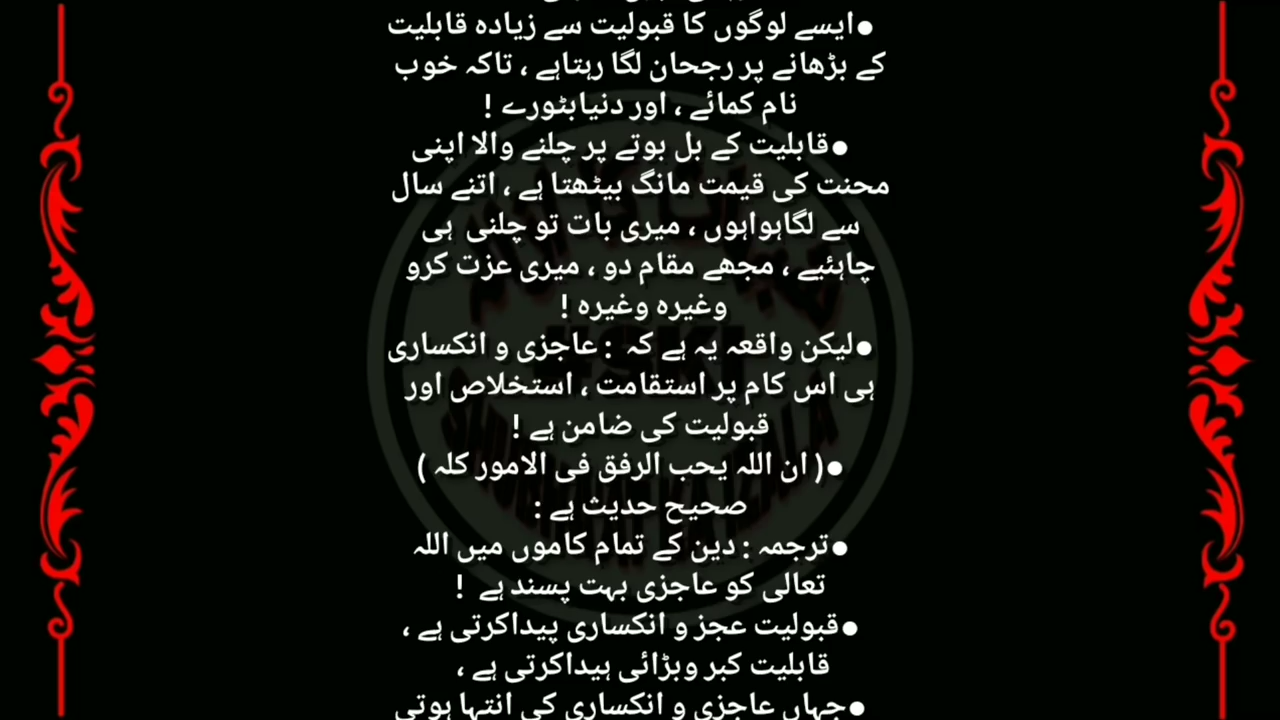 ●ایسے لوگوں کا قبولیت سے زیادہ قابلیت
کے بڑھانے پر رجحان لگا رہتاہے ، تاکہ خوب
نام کمائے ، اور دنیابٹورے !
●قابلیت کے بل بوتے پر چلنے والا اپنی
محنت کی قیمت مانگ بیٹھتا ہے ، اتنے سال
سے لگاہواہوں ، میری بات تو چلنی ہی
چاہئیے ، مجھے مقام دو ، میری عزت کرو
وغیرہ وغیرہ !
●لیکن واقعہ یہ ہے کہ : عاجزی و انکساری
ہی اس کام پر استقامت ، استخلاص اور
قبولیت کی ضامن ہے !
●( ان اللہ یحب الرفق فی الامور کلہ )
صحیح حدیث ہے :
●ترجمہ : دین کے تمام کاموں میں اللہ
تعالی کو عاجزی بہت پسند ہے !
●قبولیت عجز و انکساری پیداکرتی ہے ،
قابلیت کبر وبڑائی ہیداکرتی ہے ،
●جہاں عاجزی و انکساری کی انتہا ہوتی